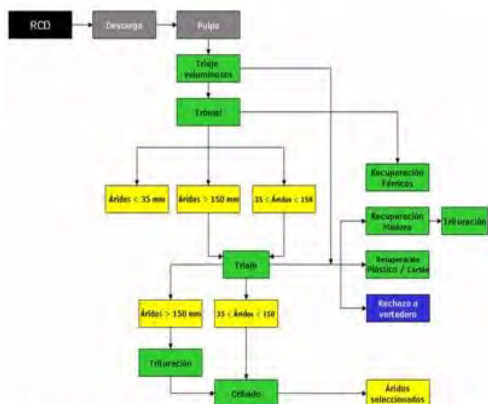 RCD
Descarga
Pulpo
Triaje
voluminosos
Trómel
Recuperación
Férricos
Áridos < 35 mm
Áridos > 150 mm
35 < Áridos < 150
Recuperación
Madera
Trituración
Triaje
Recuperación
Plástico / Cartón
Áridos > 150 mm
35 < Áridos < 150
Rechazo a
vertedero
Trituración
Cribado
Áridos
seleccionados